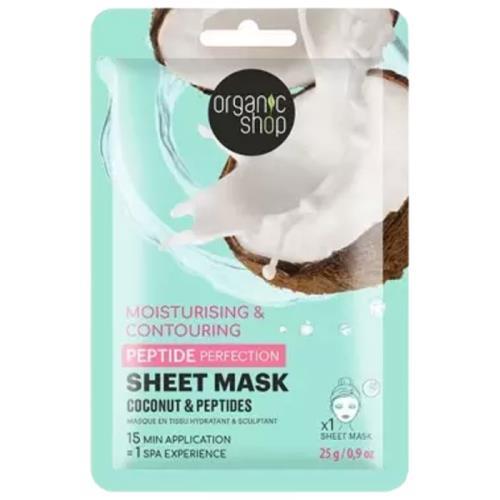 organic
shop
MOISTURISING &
CONTOURING
PEPTIDE PERFECTION
SHEET MASK
COCONUT & PEPTIDES
MASQUE EN TISSU HYDRATANT & SCULPTANT
15 MIN APPLICATION
= 1 SPA EXPERIENCE
x1
SHEET MASK
25 g / 0,9 oz